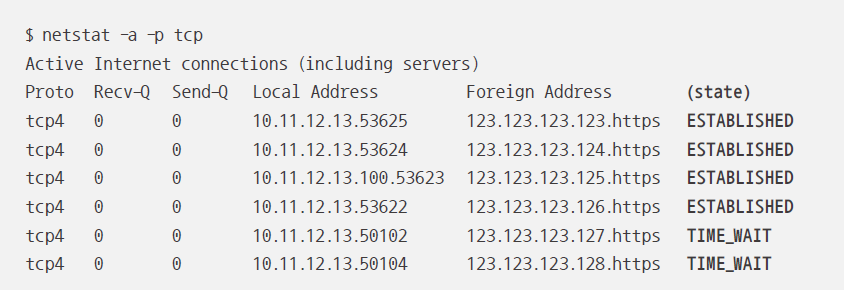 $ netstat -a -p tcp
Active Internet connections (including servers)
Proto Recv-Q Send-Q Local Address Foreign Address (state)
tcp4 0 0 10.11.12.13.53625 123.123.123.123.https ESTABLISHED
tcp4 0 0 10.11.12.13.53624 123.123.123.124.https ESTABLISHED
tcp4 0 0 10.11.12.13.100.53623 123.123.123.125.https ESTABLISHED
tcp4 0 0 10.11.12.13.53622 123.123.123.126.https ESTABLISHED
tcp4 0 0 10.11.12.13.50102 123.123.123.127.https TIME_WAIT
tcp4 0 0 10.11.12.13.50104 123.123.123.128.https TIME_WAIT